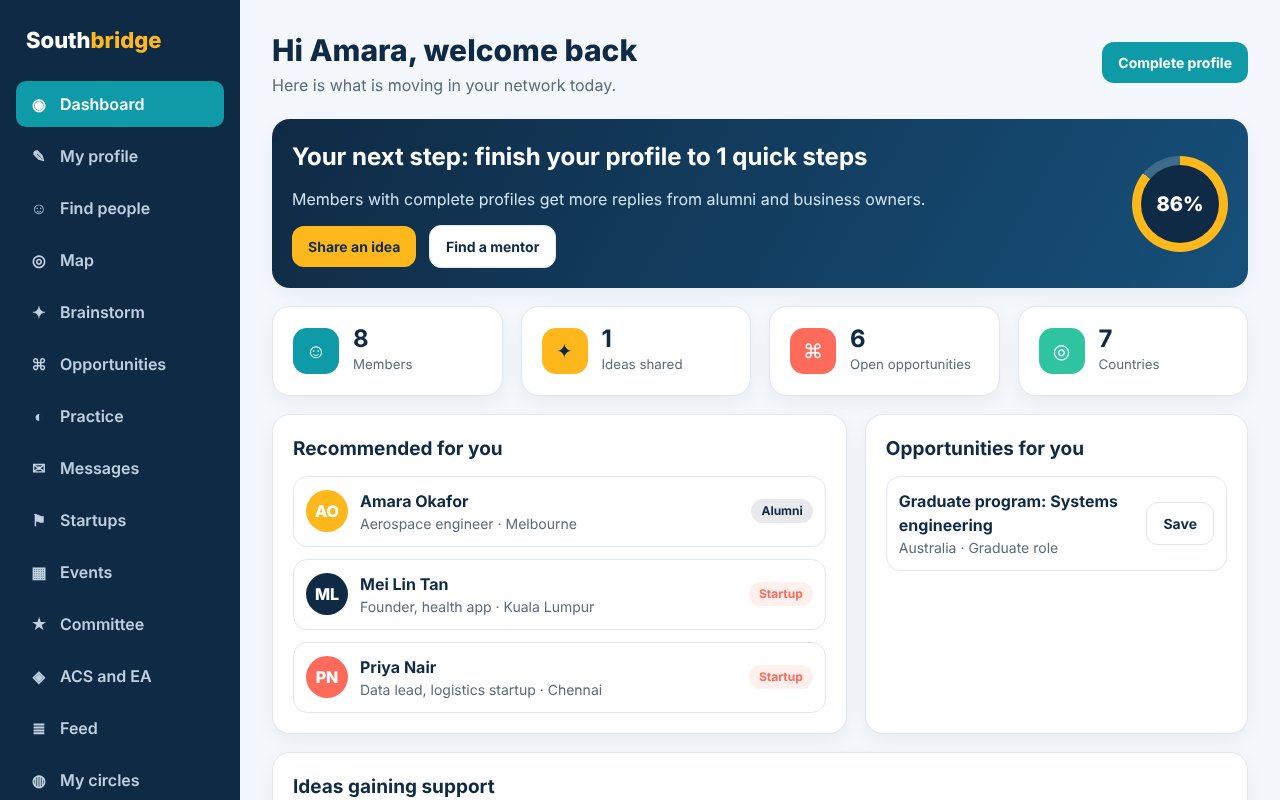 Southbridge
Dashboard
My profile
Find people
Map
Brainstorm
Opportunities
Practice
Messages
Startups
Events
Committee
ACS and EA
Feed
My circles
Hi Amara, welcome back
Here is what is moving in your network today.
Complete profile
Your next step: finish your profile to 1 quick steps
Members with complete profiles get more replies from alumni and business owners.
Share an idea
Find a mentor
86%
8
Members
1
Ideas shared
6
Open opportunities
7
Countries
Recommended for you
AO
Amara Okafor
Aerospace engineer · Melbourne
Alumni
ML
Mei Lin Tan
Founder, health app · Kuala Lumpur
Startup
PN
Priya Nair
Data lead, logistics startup · Chennai
Startup
Opportunities for you
Graduate program: Systems
engineering
Australia · Graduate role
Save
Ideas gaining support